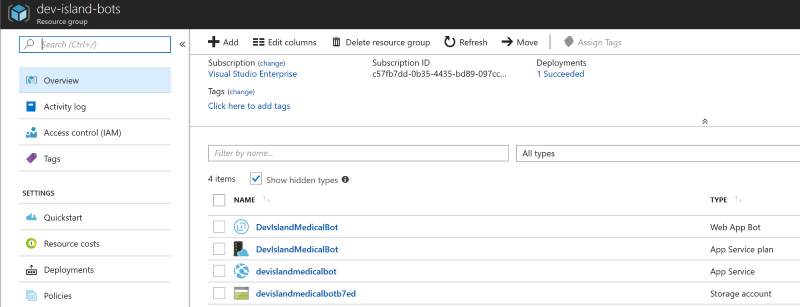 dev-island-bots
Resource group
Search (Ctrl+/)
Overview
Activity log
Access control (IAM)
Tags
SETTINGS
Quickstart
Resource costs
Deployments
Policies
Add Edit columns Delete resource group Refresh Move Assign Tags
Subscription (change) Subscription ID Deployments
Visual Studio Enterprise c57fb7dd-0b35-4435-bd89-097cc... 1 Succeeded
Tags (change)
Click here to add tags
Filter by name... All types
4 items Show hidden types
NAME TYPE
DevIslandMedicalBot Web App Bot
DevIslandMedicalBot App Service plan
devislandmedicalbot App Service
devislandmedicalbotb7ed Storage account